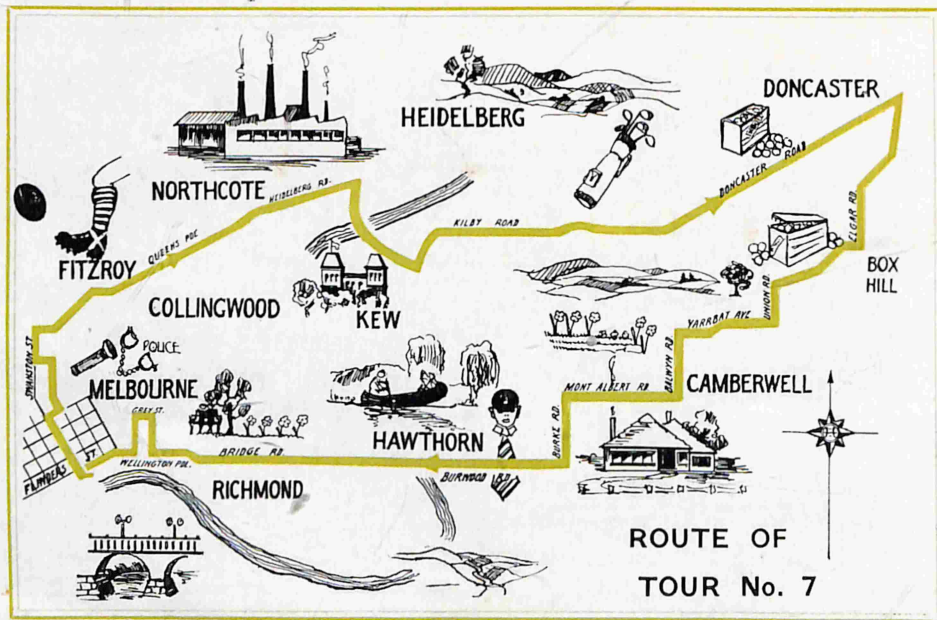 DONCASTER
HEIDELBERG
DONCASTER ROAD
NORTHCOTE
HEIDELBERG RD.
KILBY ROAD
ELGAR RD
QUEENS PDE
FITZROY
BOX
HILL
COLLINGWOOD
KEW
UNION RD.
YARRBAT AVE
SWANSTON ST.
POLICE
BALWYN RD
MELBOURNE
MONT ALBERT RD
CAMBERWELL
GREY ST.
BURKE RD.
HAWTHORN
BRIDGE RD.
FLINDERS ST.
WELLINGTON PDE.
BURWOOD RD
RICHMOND
ROUTE OF
TOUR No. 7